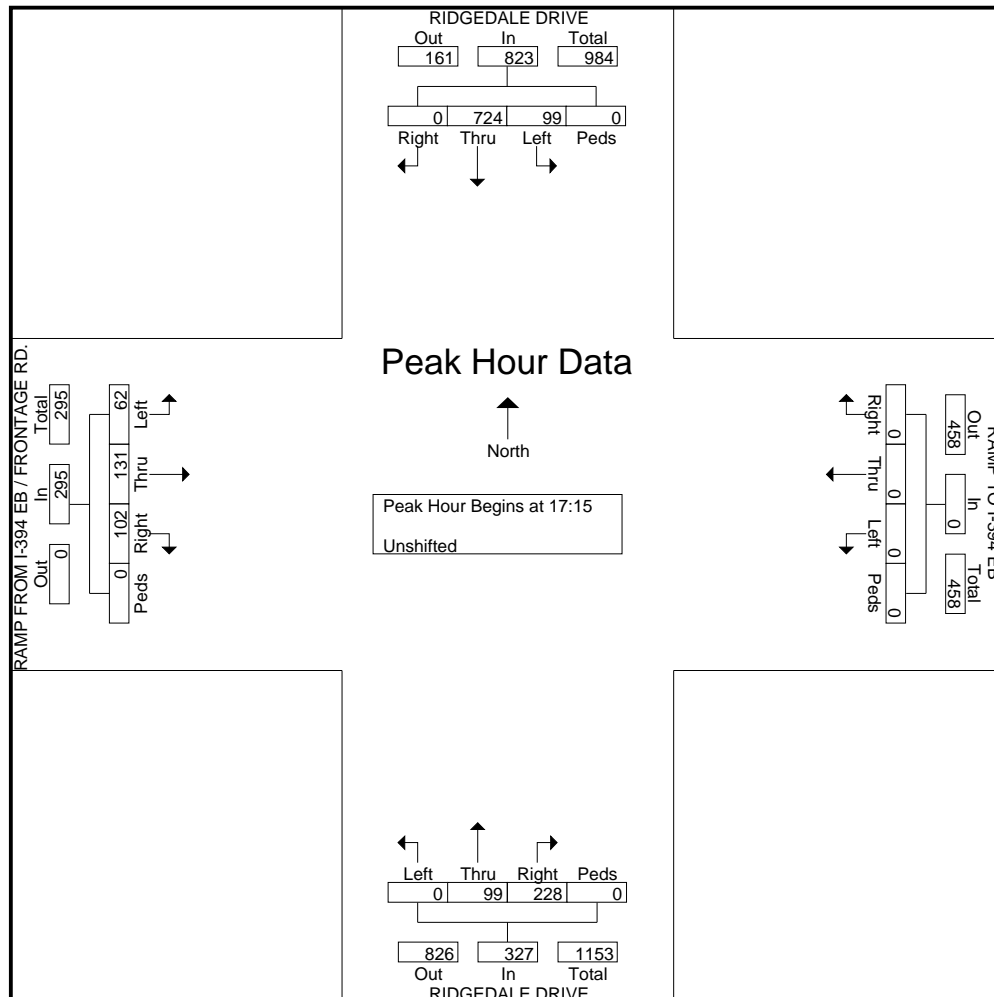 RIDGEDALE DRIVE
Out In Total
161 823 984
0 724 99 0
Right Thru Left Peds
Peak Hour Data
North
Peak Hour Begins at 17:15
Unshifted
RAMP FROM I-394 EB / FRONTAGE RD.
Total In Out
295 295 0
62 131 102 0
Left Thru Right Peds
RAMP TO I-394 EB
Out In Total
458 0 458
0 0 0 0
Right Thru Left Peds
Left Thru Right Peds
0 99 228 0
826 327 1153
Out In Total
RIDGEDALE DRIVE